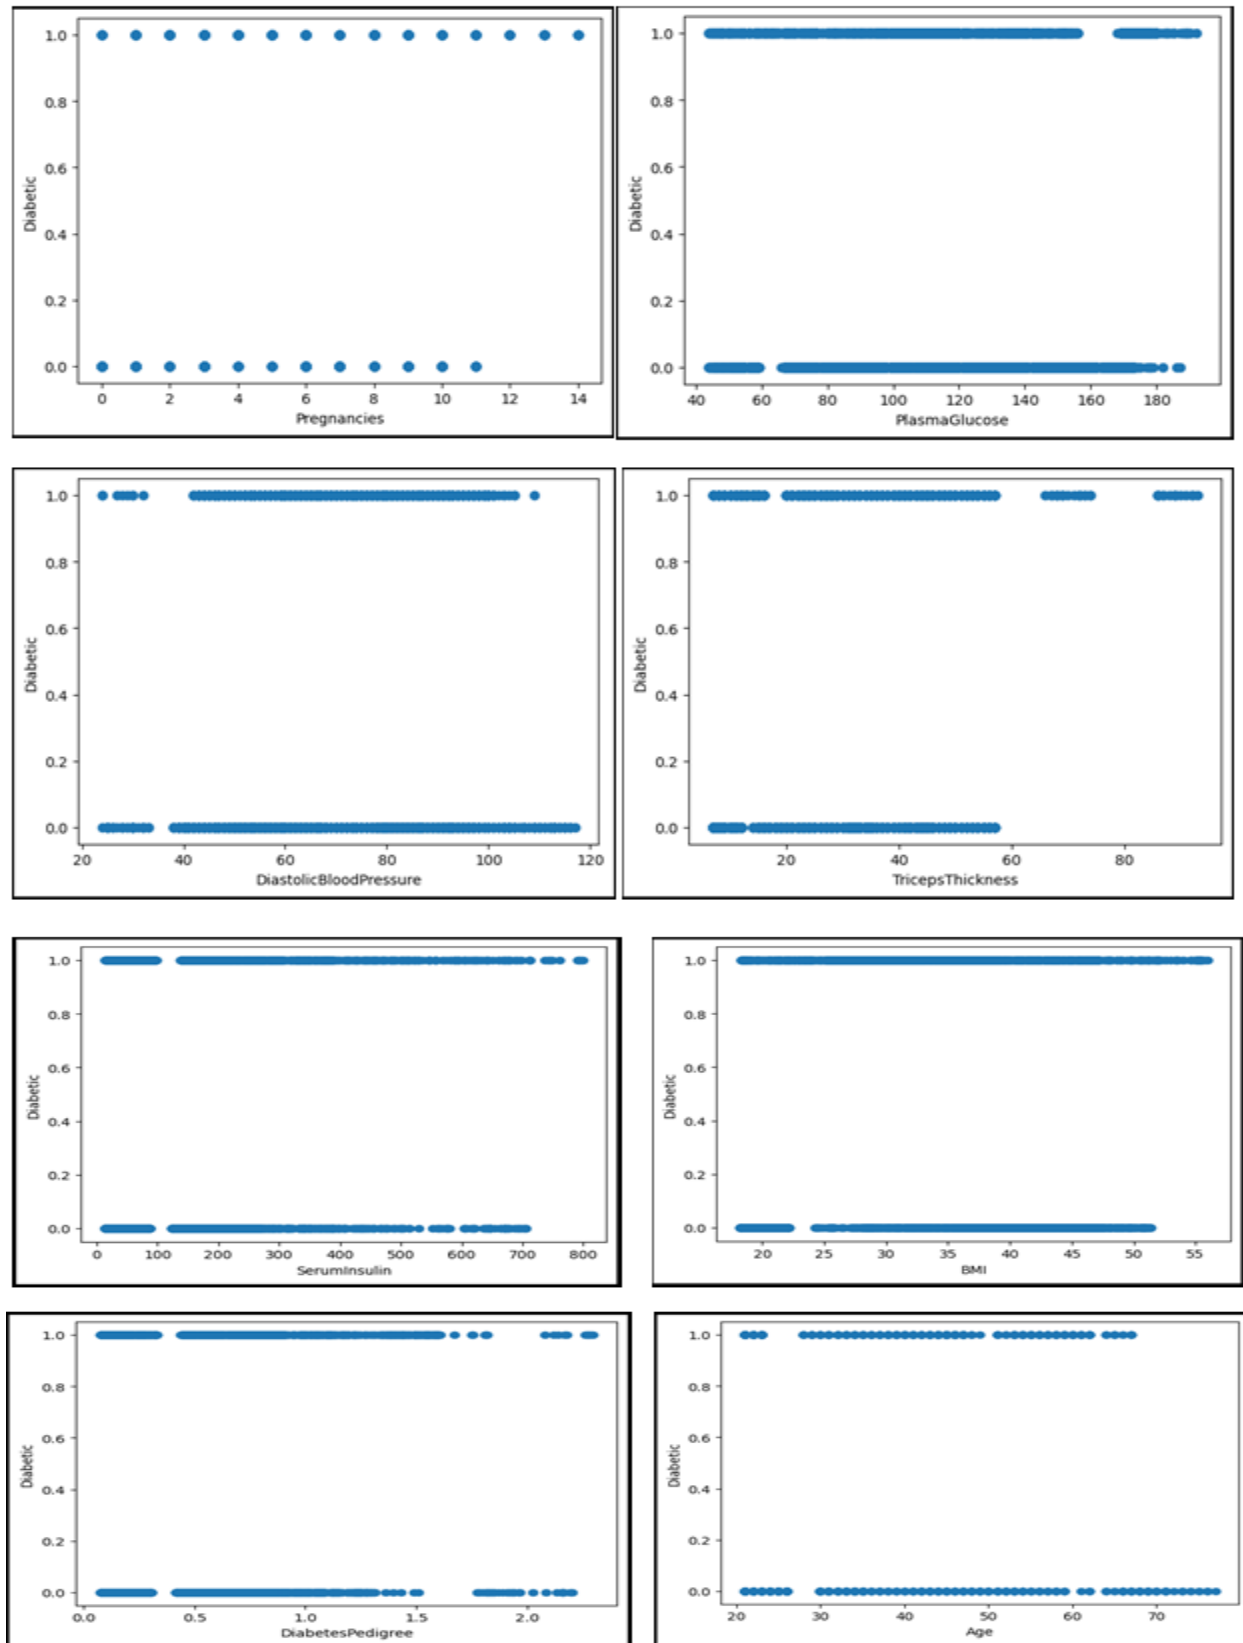 1.0
0.8
0.6
0.4
0.2
0.0
Diabetic
0 2 4 6 8 10 12 14
Pregnancies
1.0
0.8
0.6
0.4
0.2
0.0
Diabetic
40 60 80 100 120 140 160 180
PlasmaGlucose
1.0
0.8
0.6
0.4
0.2
0.0
Diabetic
20 40 60 80 100 120
DiastolicBloodPressure
1.0
0.8
0.6
0.4
0.2
0.0
Diabetic
20 40 60 80
TricepsThickness
1.0
0.8
0.6
0.4
0.2
0.0
Diabetic
0 100 200 300 400 500 600 700 800
SerumInsulin
1.0
0.8
0.6
0.4
0.2
0.0
Diabetic
20 25 30 35 40 45 50 55
BMI
1.0
0.8
0.6
0.4
0.2
0.0
Diabetic
0.0 0.5 1.0 1.5 2.0
DiabetesPedigree
1.0
0.8
0.6
0.4
0.2
0.0
Diabetic
20 30 40 50 60 70
Age